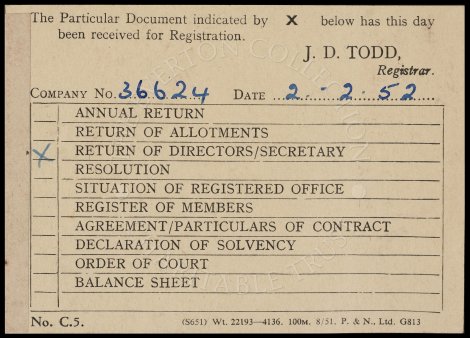 The Particular Document indicated by X below has this day
been received for Registration.
J. D. TODD,
Registrar.
COMPANY No. 36624 DATE 2 - 2. 52
ANNUAL RETURN
RETURN OF ALLOTMENTS
X RETURN OF DIRECTORS/SECRETARY
RESOLUTION
SITUATION OF REGISTERED OFFICE
REGISTER OF MEMBERS
AGREEMENT/PARTICULARS OF CONTRACT
DECLARATION OF SOLVENCY
ORDER OF COURT
BALANCE SHEET
No. C.5. (S651) Wt. 22193—4136. 100M. 8/51. P. & N., Ltd. G813